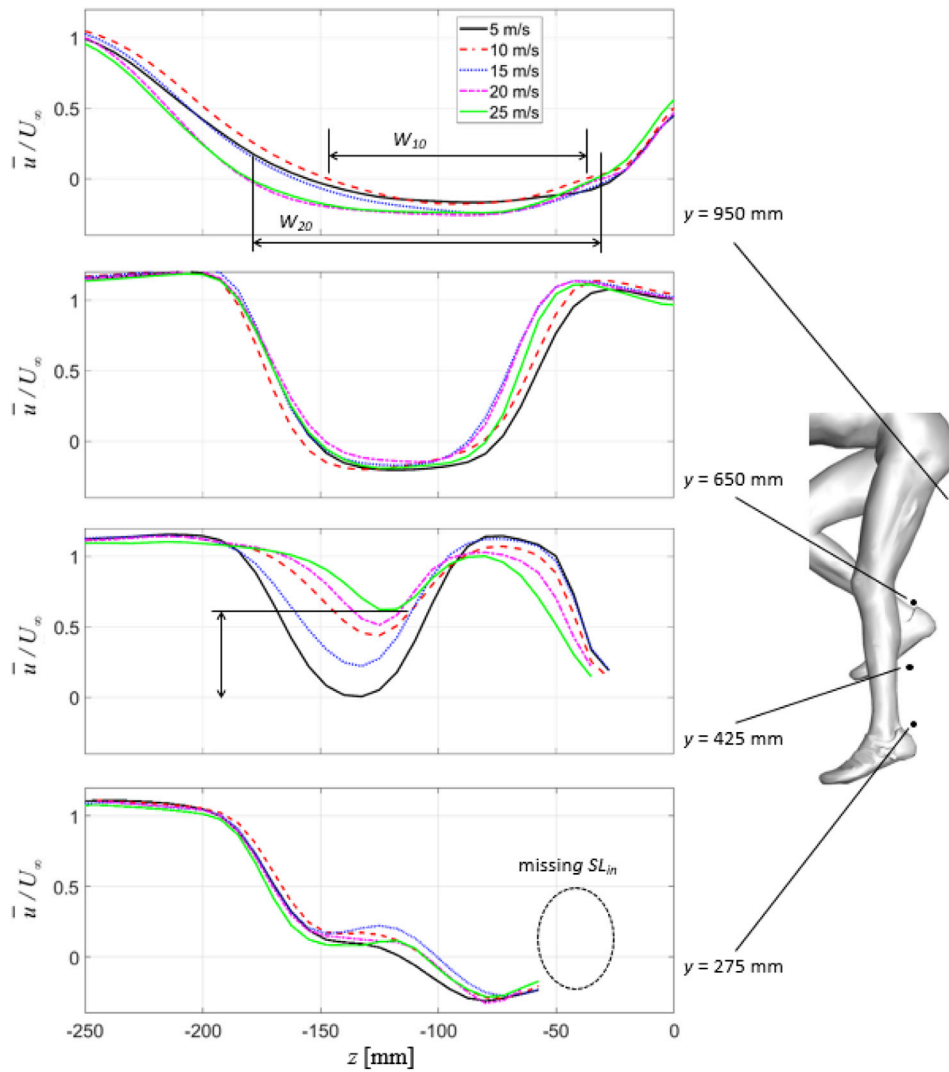 1
0.5
0
ū / U∞
5 m/s
10 m/s
15 m/s
20 m/s
25 m/s
W10
W20
y = 950 mm
1
0.5
0
ū / U∞
y = 650 mm
1
0.5
0
ū / U∞
y = 425 mm
1
0.5
0
ū / U∞
missing SLin
y = 275 mm
-250 -200 -150 -100 -50 0
z [mm]